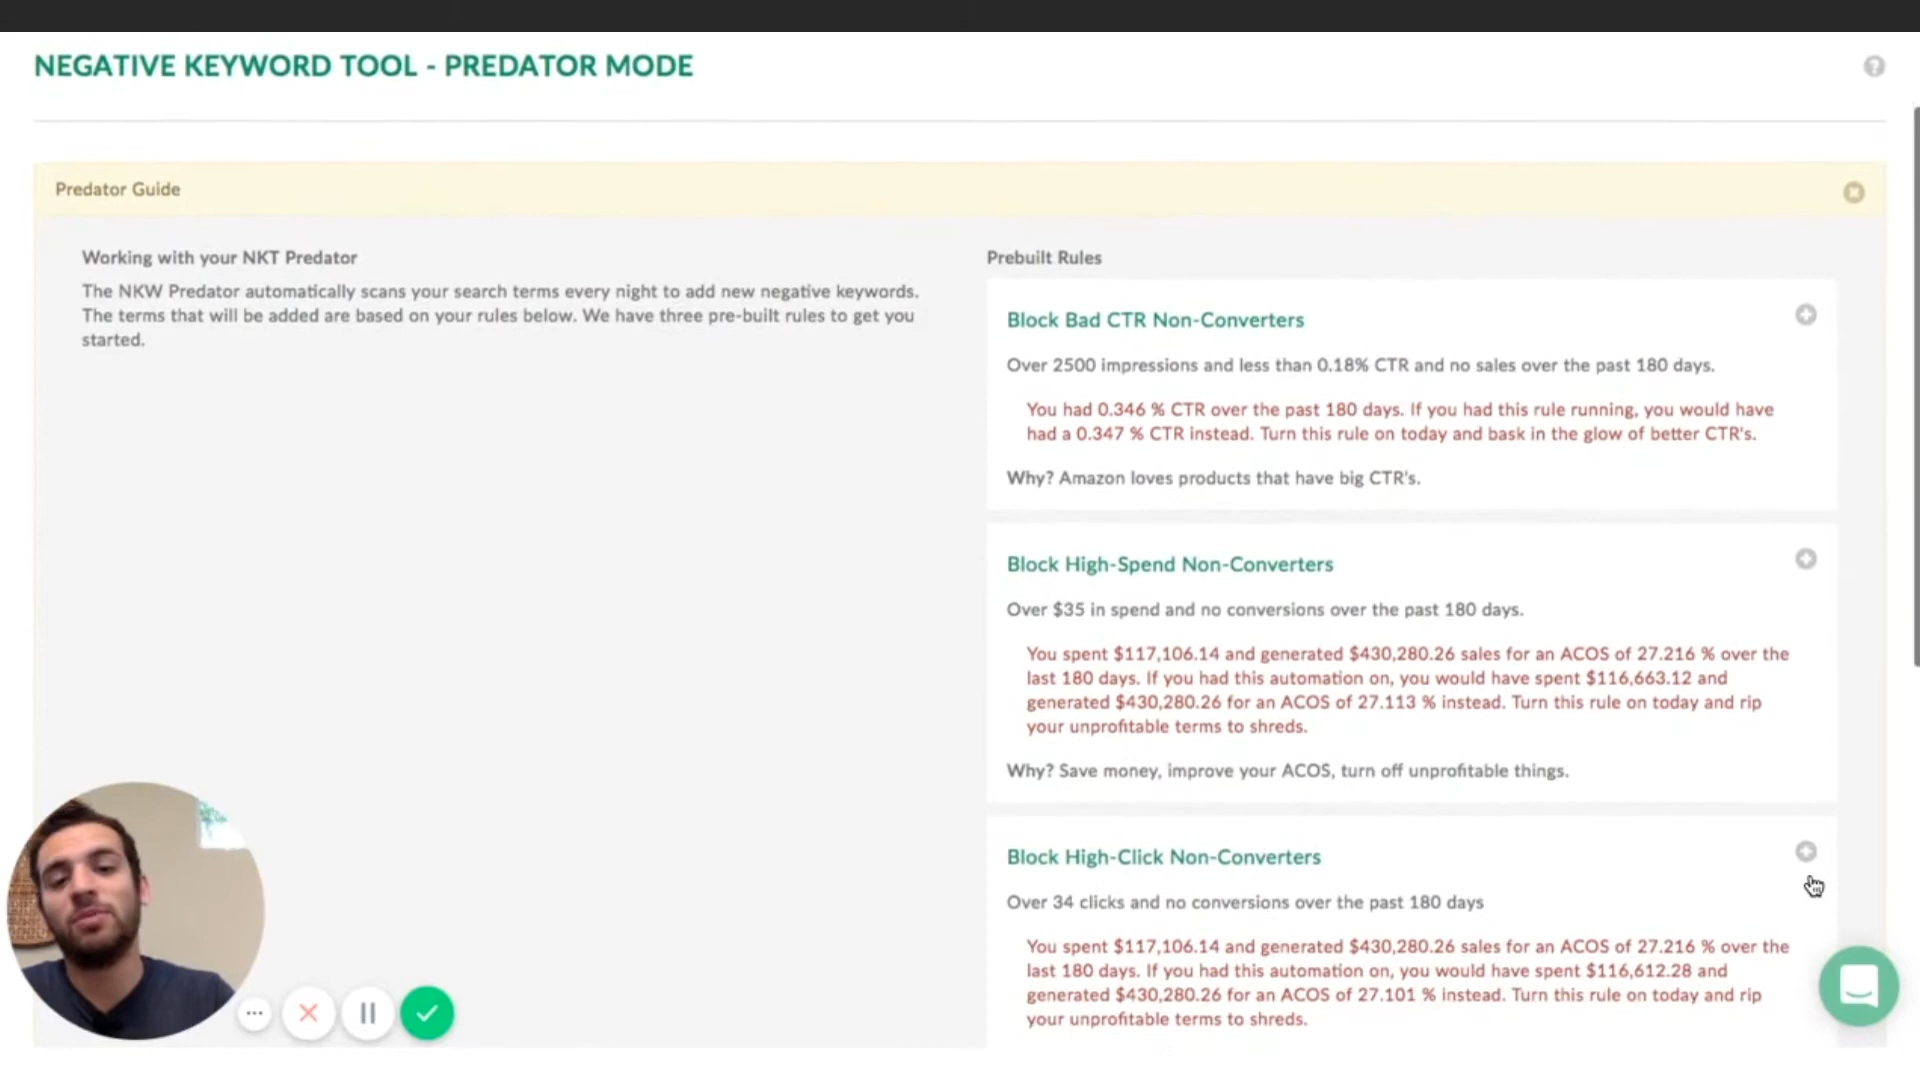 NEGATIVE KEYWORD TOOL - PREDATOR MODE
Predator Guide
Working with your NKT Predator
The NKW Predator automatically scans your search terms every night to add new negative keywords.
The terms that will be added are based on your rules below. We have three pre-built rules to get you
started.
Prebuilt Rules
Block Bad CTR Non-Converters
Over 2500 impressions and less than 0.18% CTR and no sales over the past 180 days.
You had 0.346 % CTR over the past 180 days. If you had this rule running, you would have
had a 0.347 % CTR instead. Turn this rule on today and bask in the glow of better CTR's.
Why? Amazon loves products that have big CTR's.
Block High-Spend Non-Converters
Over $35 in spend and no conversions over the past 180 days.
You spent $117,106.14 and generated $430,280.26 sales for an ACOS of 27.216 % over the
last 180 days. If you had this automation on, you would have spent $116,663.12 and
generated $430,280.26 for an ACOS of 27.113 % instead. Turn this rule on today and rip
your unprofitable terms to shreds.
Why? Save money, improve your ACOS, turn off unprofitable things.
Block High-Click Non-Converters
Over 34 clicks and no conversions over the past 180 days
You spent $117,106.14 and generated $430,280.26 sales for an ACOS of 27.216 % over the
last 180 days. If you had this automation on, you would have spent $116,612.28 and
generated $430,280.26 for an ACOS of 27.101 % instead. Turn this rule on today and rip
your unprofitable terms to shreds.